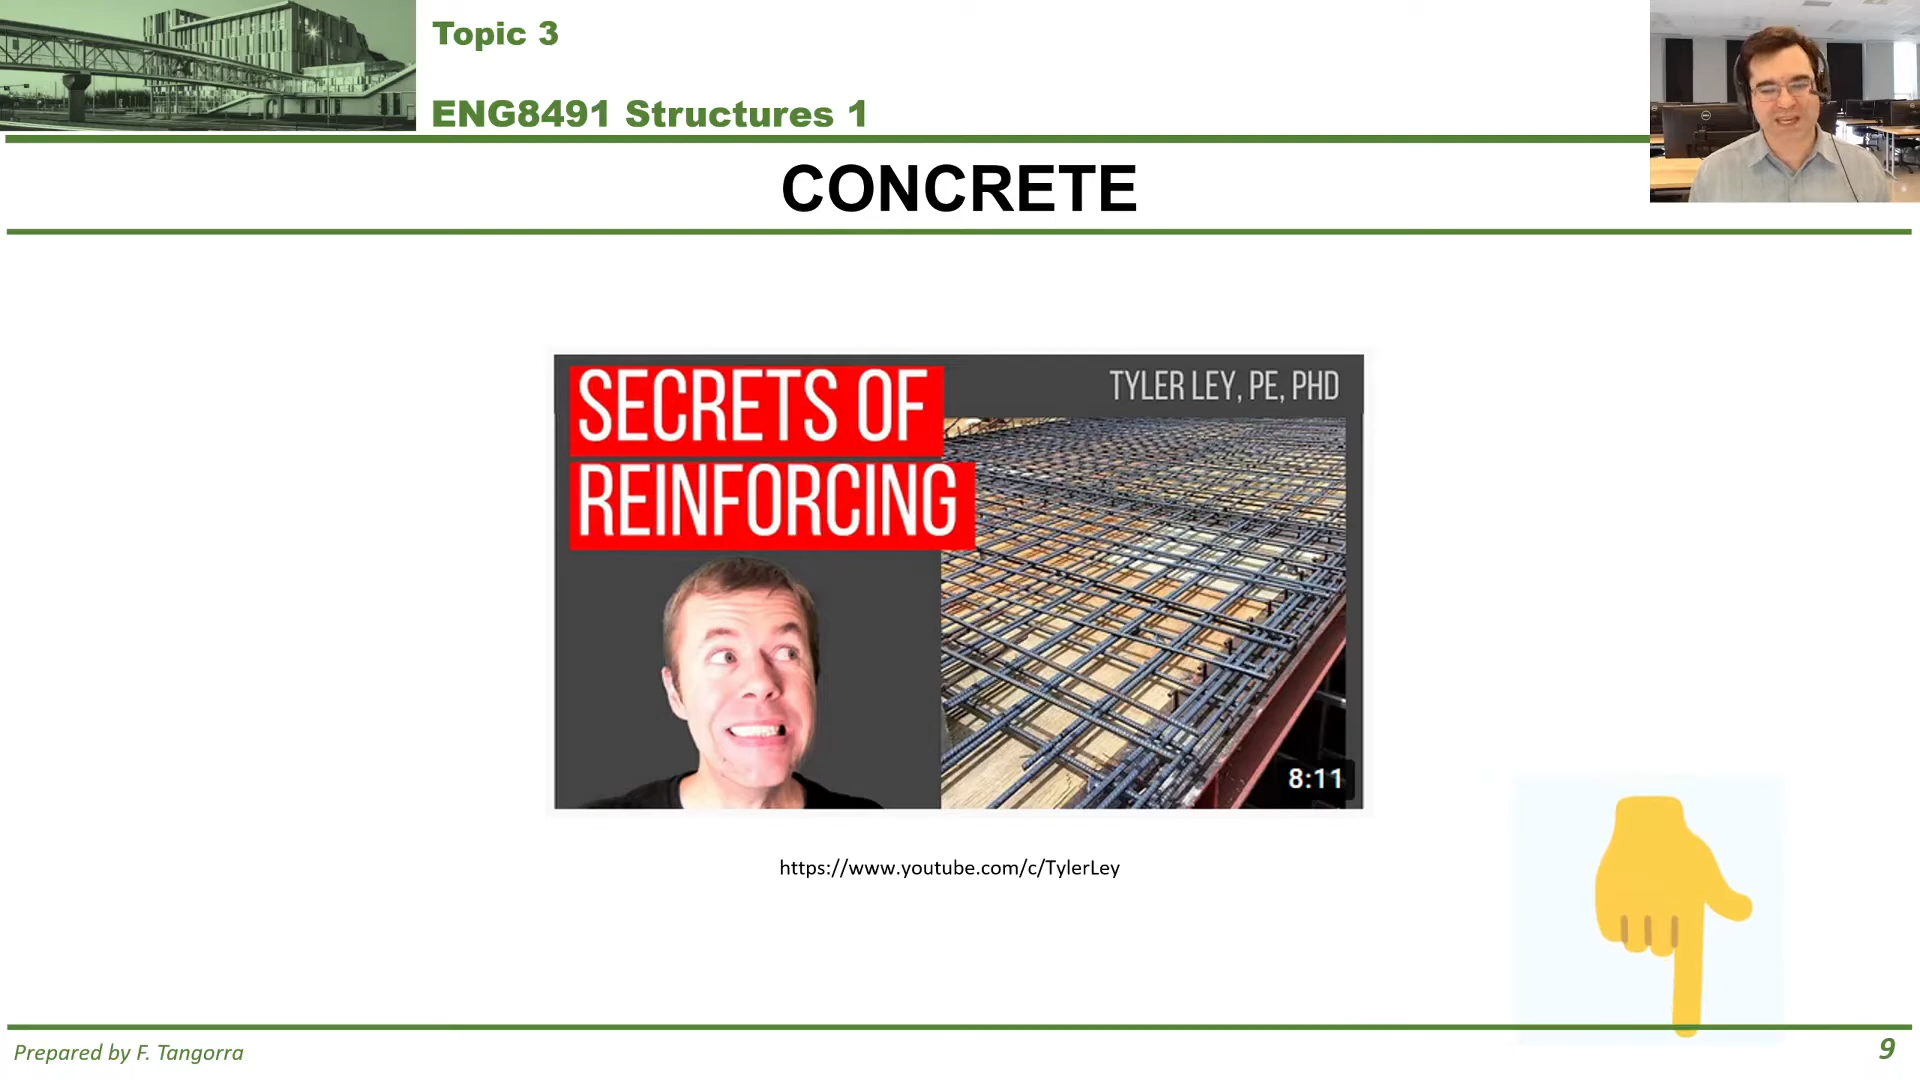 Topic 3
ENG8491 Structures 1
CONCRETE
SECRETS OF
REINFORCING
TYLER LEY, PE, PHD
8:11
https://www.youtube.com/c/TylerLey
Prepared by F. Tangorra
9